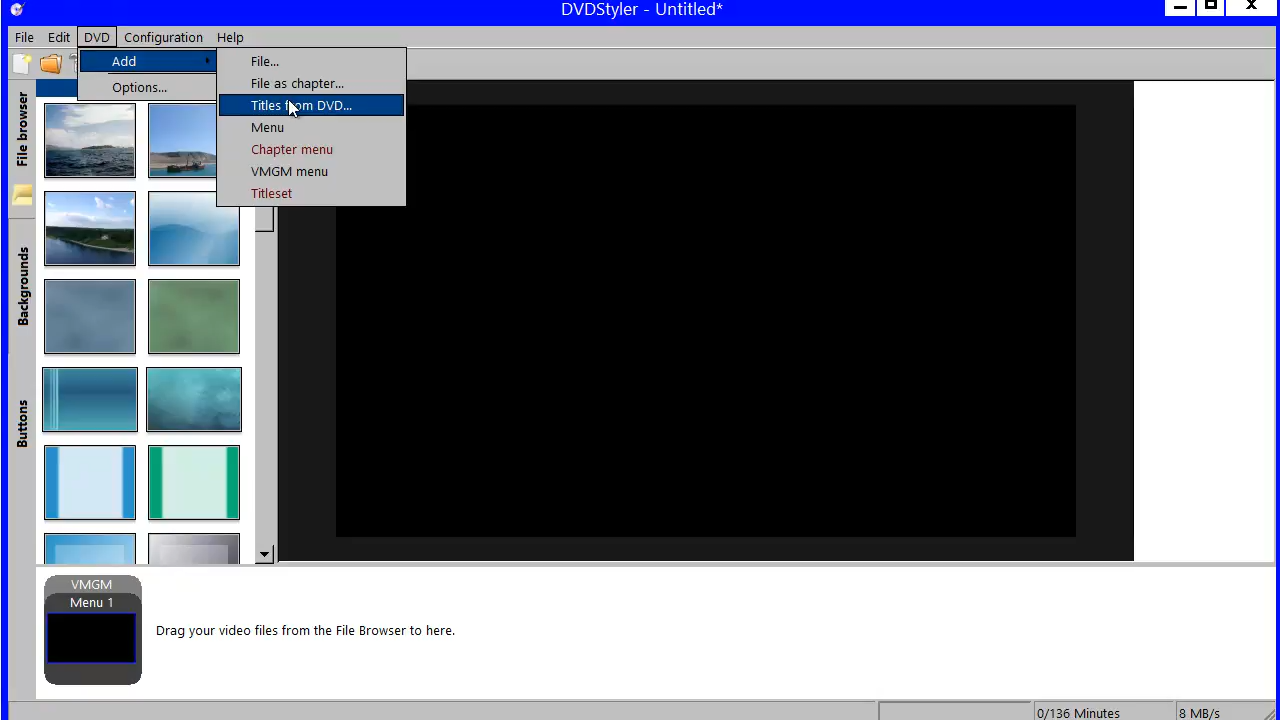 DVDStyler - Untitled*
File Edit DVD Configuration Help
Add
Options...
File...
File as chapter...
Titles from DVD...
Menu
Chapter menu
VMGM menu
Titleset
File browser
Backgrounds
Buttons
VMGM
Menu 1
Drag your video files from the File Browser to here.
0/136 Minutes
8 MB/s